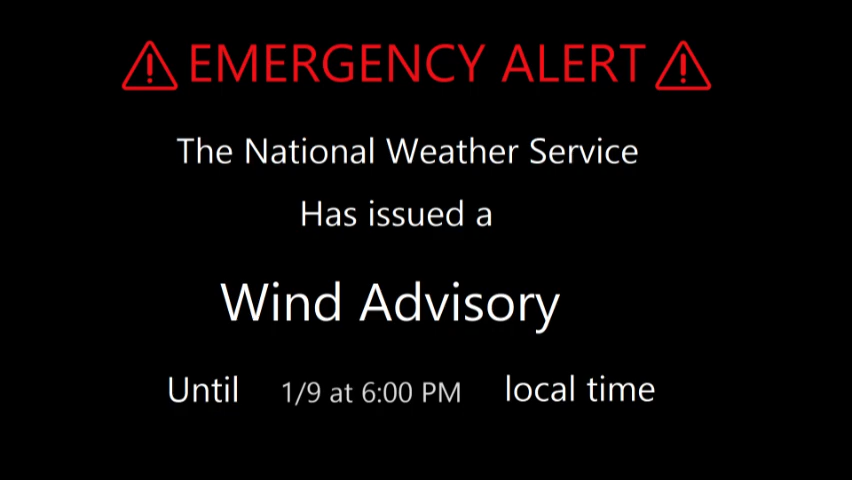 EMERGENCY ALERT
The National Weather Service
Has issued a
Wind Advisory
Until 1/9 at 6:00 PM local time